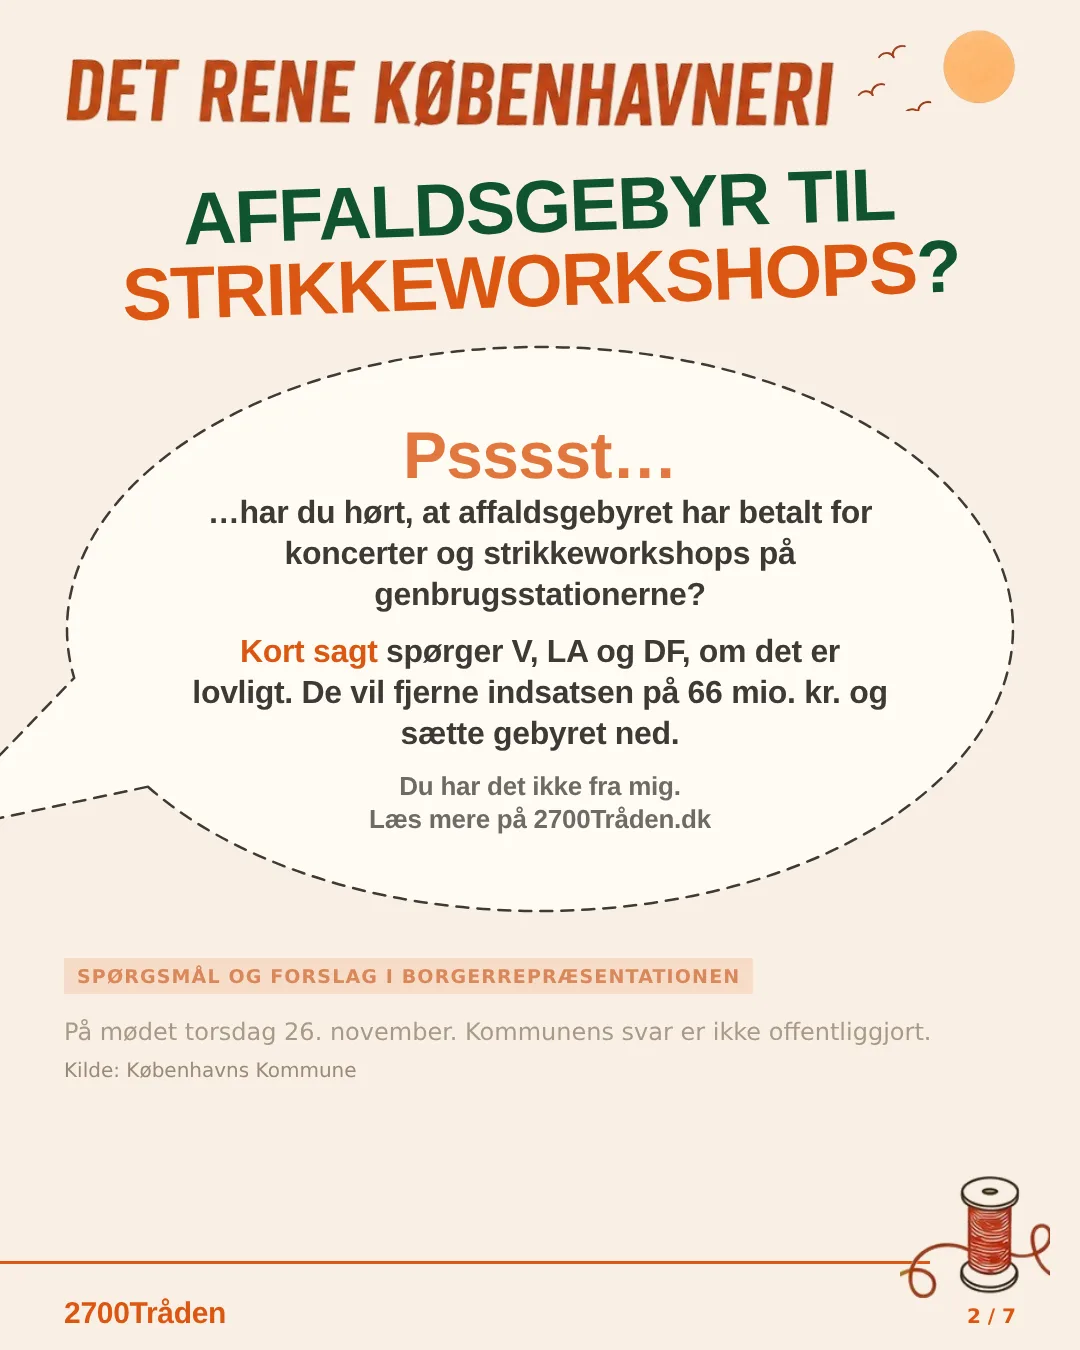 DET RENE KØBENHAVNERI
AFFALDSGEBYR TIL
STRIKKEWORKSHOPS?
Psssst…
…har du hørt, at affaldsgebyret har betalt for
koncerter og strikkeworkshops på
genbrugsstationerne?
Kort sagt spørger V, LA og DF, om det er
lovligt. De vil fjerne indsatsen på 66 mio. kr. og
sætte gebyret ned.
Du har det ikke fra mig.
Læs mere på 2700Tråden.dk
SPØRGSMÅL OG FORSLAG I BORGERREPRÆSENTATIONEN
På mødet torsdag 26. november. Kommunens svar er ikke offentliggjort.
Kilde: Københavns Kommune
2700Tråden
2 / 7